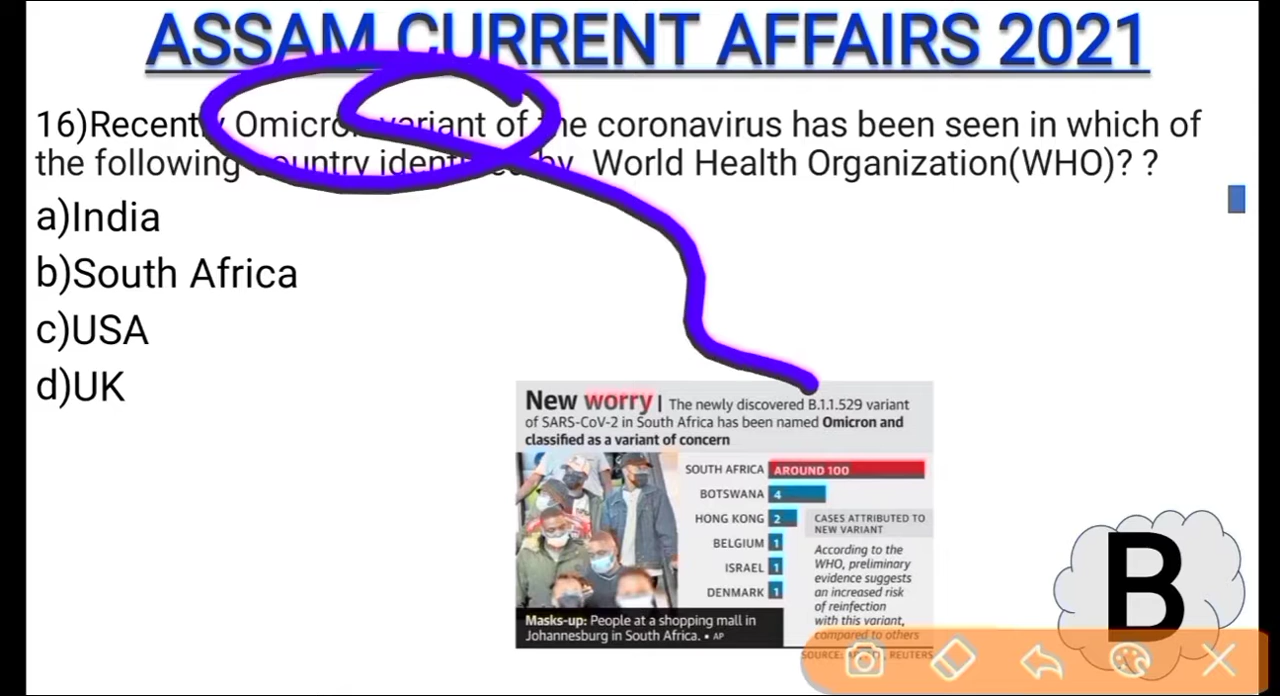 ASSAM CURRENT AFFAIRS 2021
16)Recently Omicron variant of the coronavirus has been seen in which of
the following country identified by World Health Organization(WHO)? ?
a)India
b)South Africa
c)USA
d)UK
New worry | The newly discovered B.1.1.529 variant
of SARS-CoV-2 in South Africa has been named Omicron and
classified as a variant of concern
SOUTH AFRICA AROUND 100
BOTSWANA 4
HONG KONG 2
BELGIUM 1
ISRAEL 1
DENMARK 1
CASES ATTRIBUTED TO
NEW VARIANT
According to the
WHO, preliminary
evidence suggests
an increased risk
of reinfection
with this variant,
compared to others
Masks-up: People at a shopping mall in
Johannesburg in South Africa. • AP
SOURCE: REUTERS
B